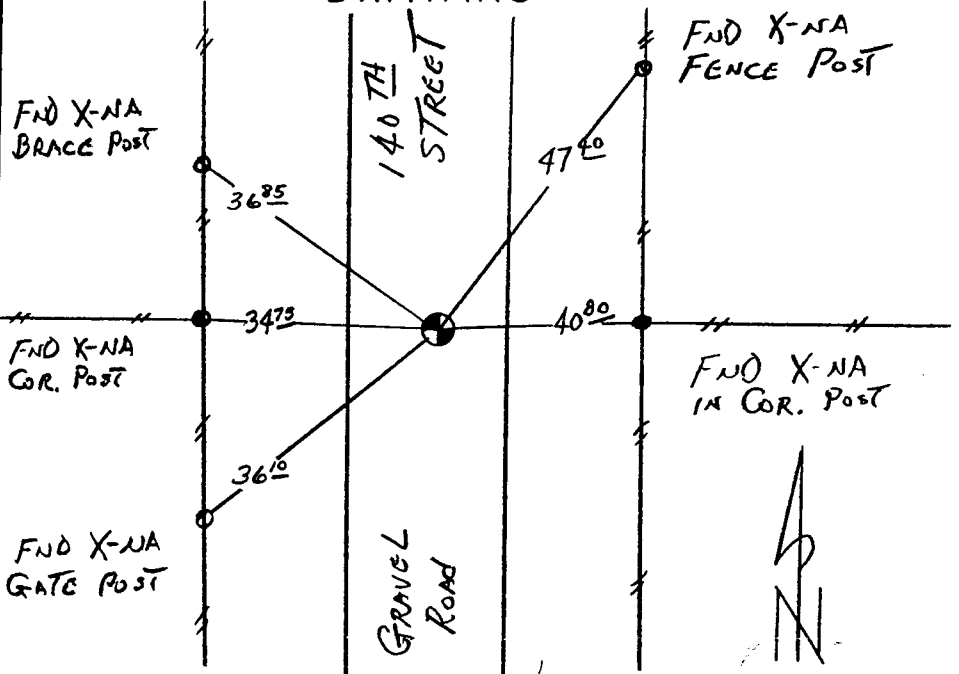 FND X-NA
FENCE POST
140 TH
STREET
FND X-NA
BRACE POST
47 40
36 85
34 75
40 80
FND X-NA
COR. POST
FND X-NA
IN COR. POST
36 10
FND X-NA
GATE POST
GRAVEL
ROAD
N